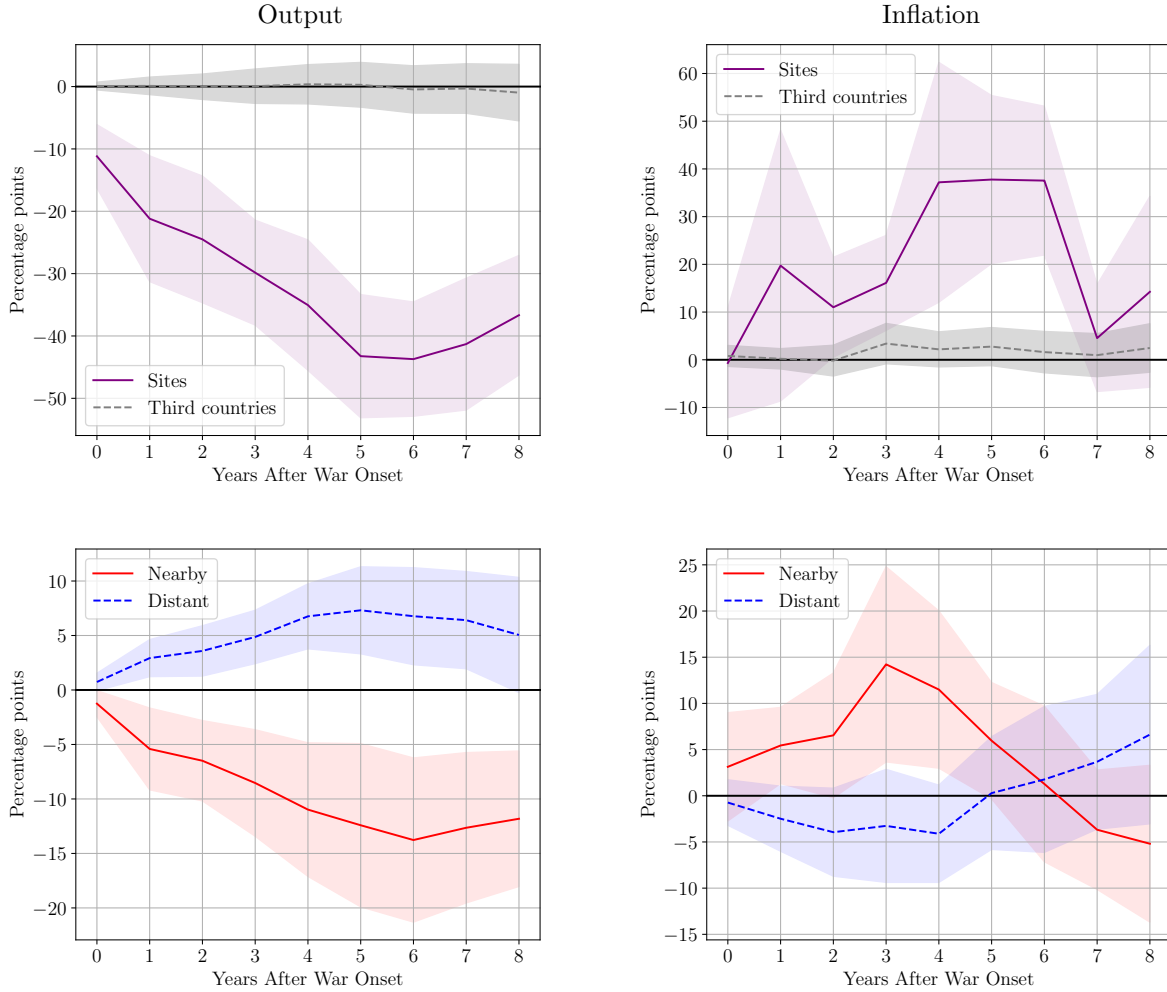 Output
Percentage points
0
−10
−20
−30
−40
−50
Sites
Third countries
0 1 2 3 4 5 6 7 8
Years After War Onset
Inflation
Percentage points
60
50
40
30
20
10
0
−10
Sites
Third countries
0 1 2 3 4 5 6 7 8
Years After War Onset
Percentage points
10
5
0
−5
−10
−15
−20
Nearby
Distant
0 1 2 3 4 5 6 7 8
Years After War Onset
Percentage points
25
20
15
10
5
0
−5
−10
−15
Nearby
Distant
0 1 2 3 4 5 6 7 8
Years After War Onset